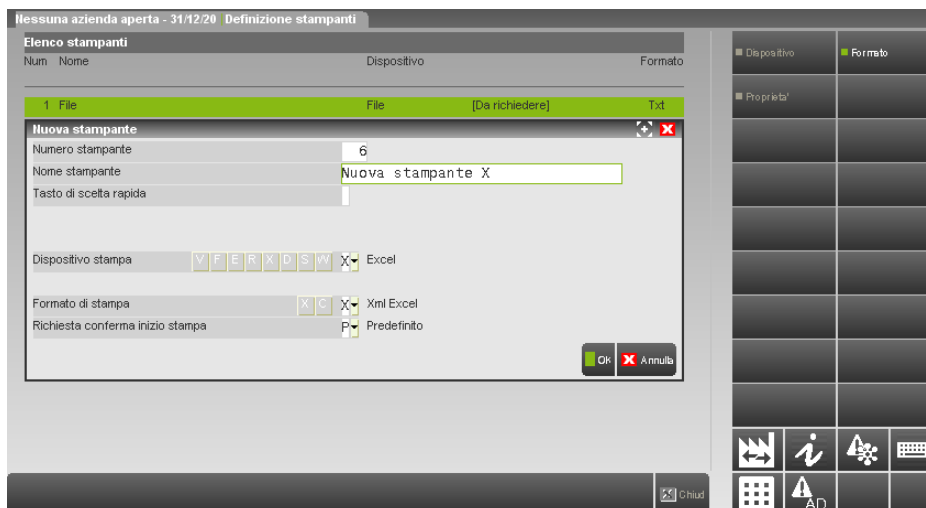 Nessuna azienda aperta - 31/12/20 Definizione stampanti
Elenco stampanti
Num Nome Dispositivo Formato
1 File File [Da richiedere] Txt
Nuova stampante
Numero stampante 6
Nome stampante Nuova stampante X
Tasto di scelta rapida
Dispositivo stampa V F E R X D S W X Excel
Formato di stampa X C X Xml Excel
Richiesta conferma inizio stampa P Predefinito
Ok Annulla
Chiud
Dispositivo Formato
Proprieta'
i
AD